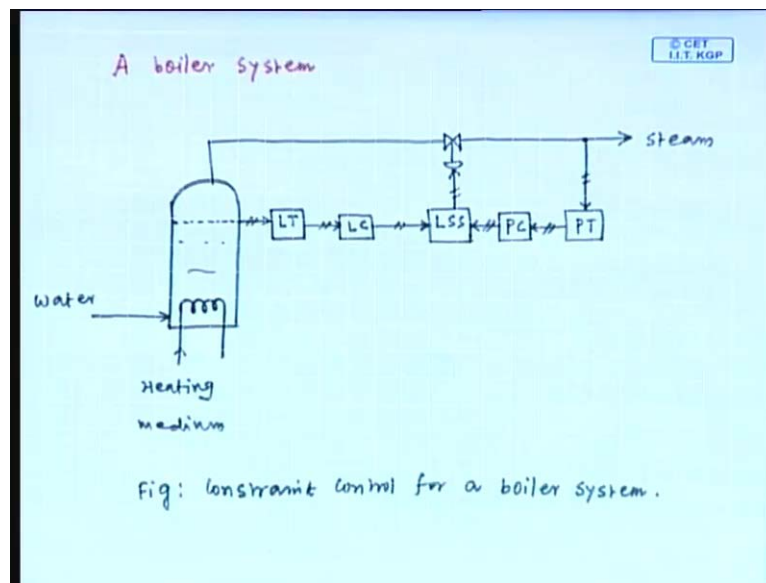 © CET
I.I.T. KGP
A boiler system
steam
LT
LC
LSS
PC
PT
Water
Heating
medium
Fig: Constraint control for a boiler system.